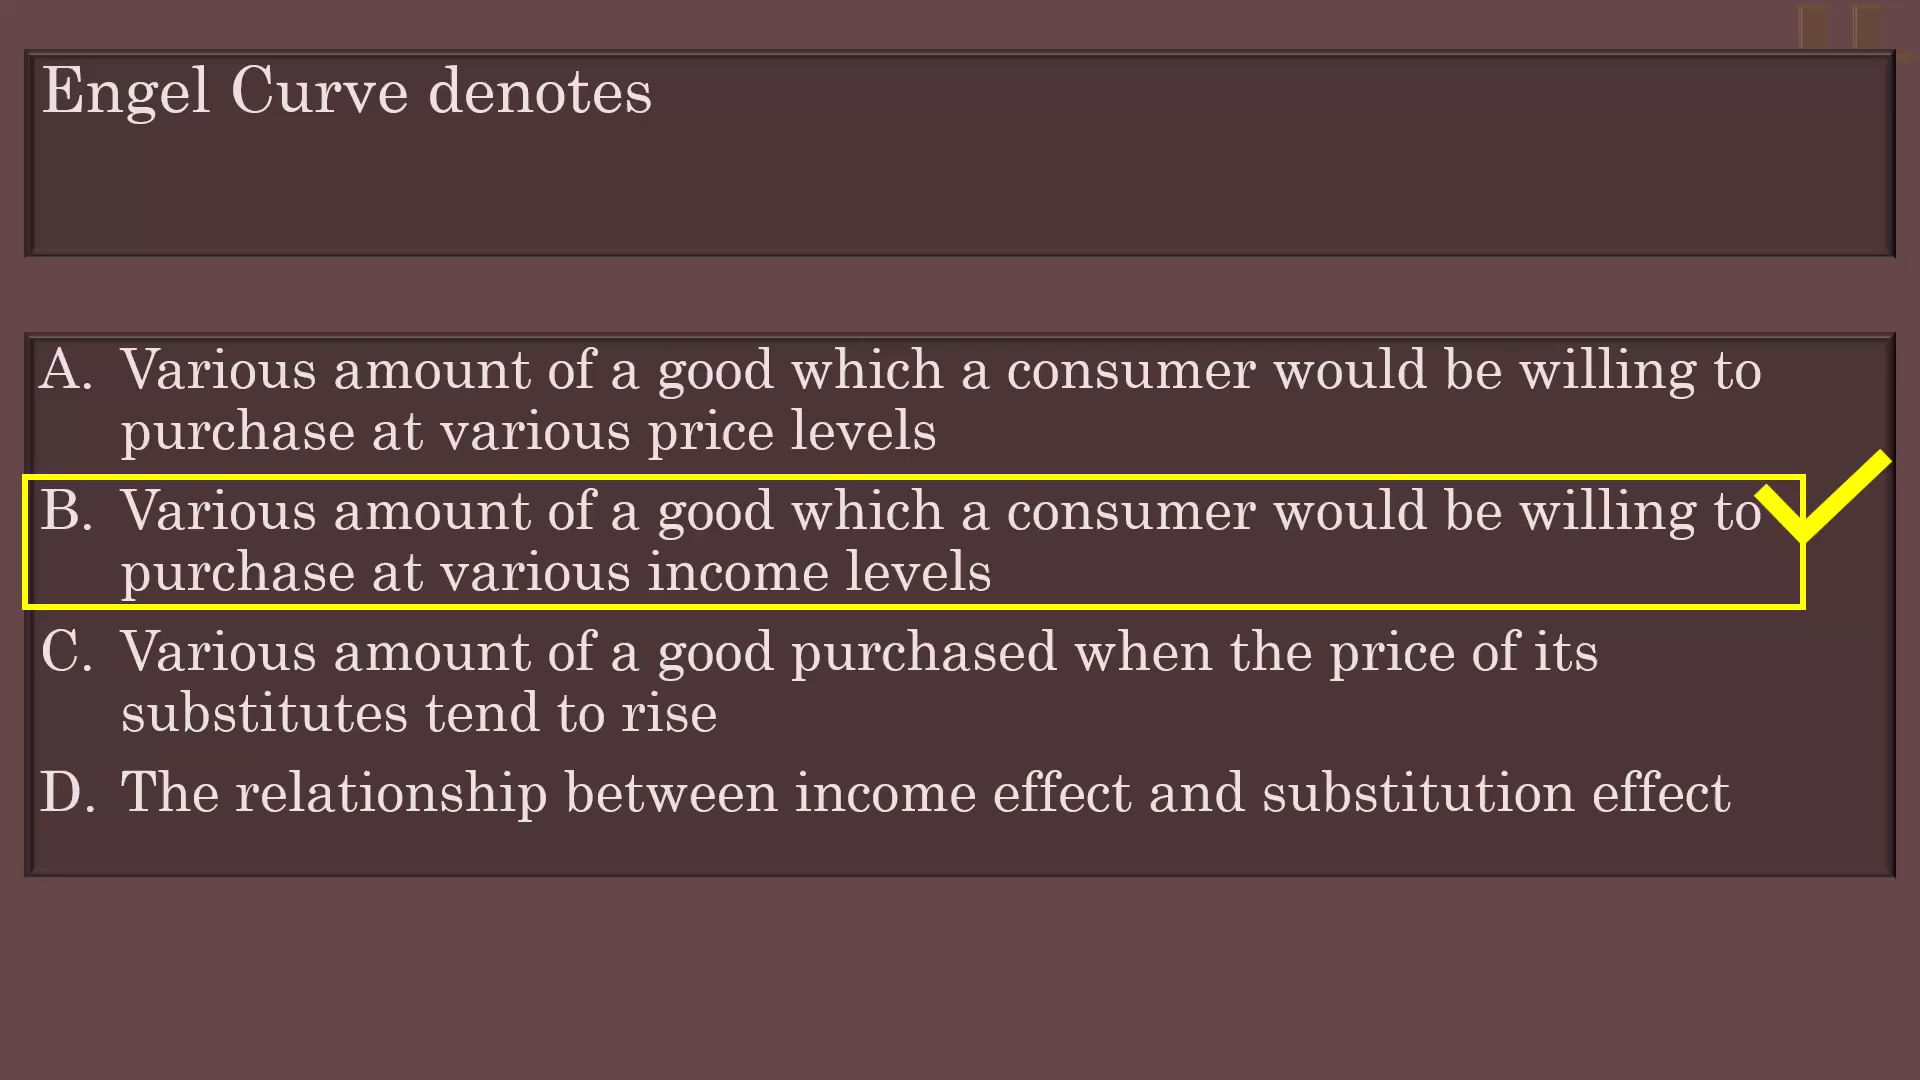 Engel Curve denotes
A. Various amount of a good which a consumer would be willing to
purchase at various price levels
B. Various amount of a good which a consumer would be willing to
purchase at various income levels
C. Various amount of a good purchased when the price of its
substitutes tend to rise
D. The relationship between income effect and substitution effect